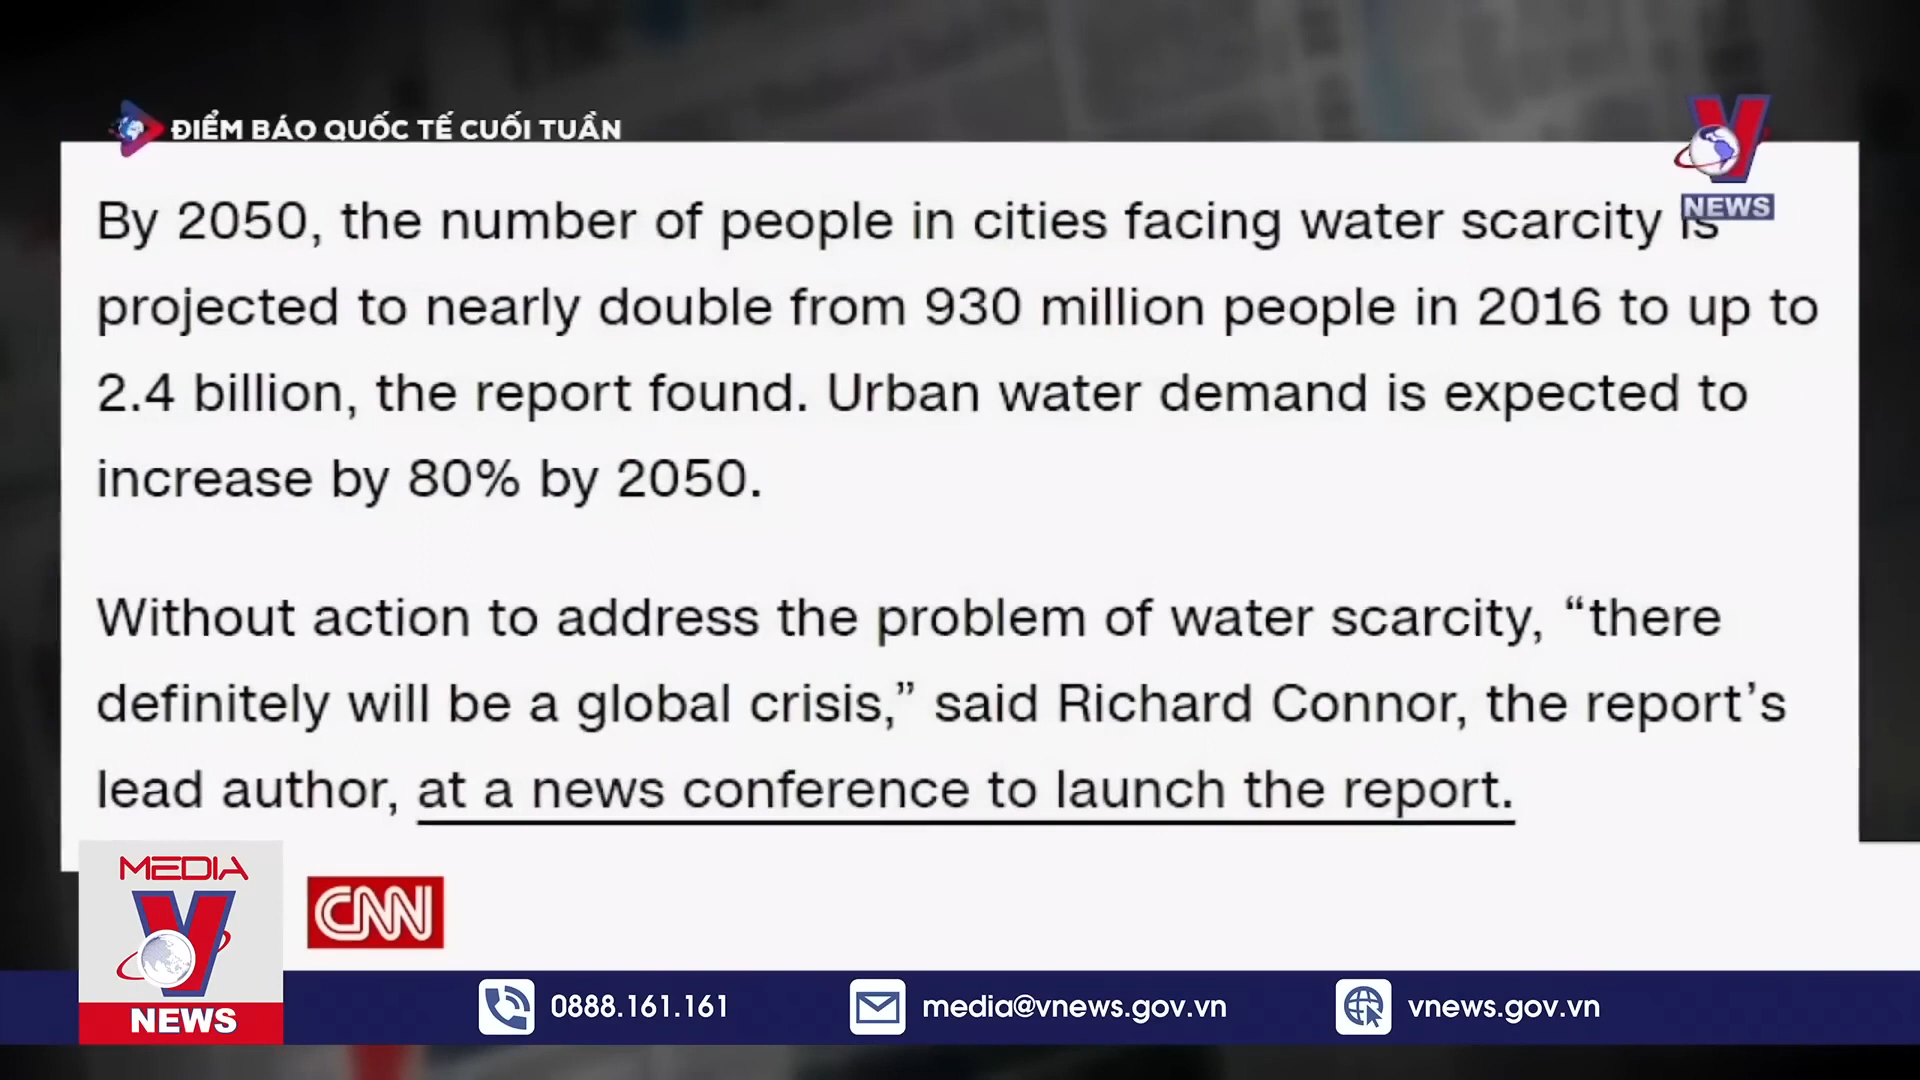 ĐIỂM BÁO QUỐC TẾ CUỐI TUẦN
V
NEWS
By 2050, the number of people in cities facing water scarcity is
projected to nearly double from 930 million people in 2016 to up to
2.4 billion, the report found. Urban water demand is expected to
increase by 80% by 2050.
Without action to address the problem of water scarcity, “there
definitely will be a global crisis,” said Richard Connor, the report’s
lead author, at a news conference to launch the report.
MEDIA
V
NEWS
CNN
0888.161.161
media@vnews.gov.vn
vnews.gov.vn